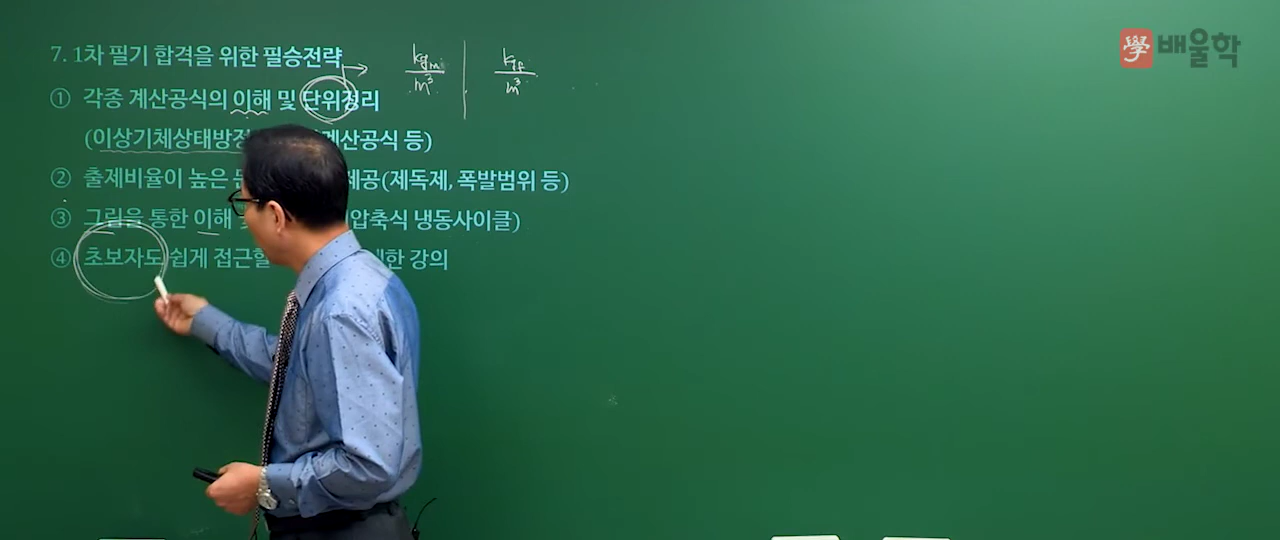 學 배울학
7. 1차 필기 합격을 위한 필승전략
kgm/m³ | kgf/m³
① 각종 계산공식의 이해 및 단위정리
(이상기체상태방정 계산공식 등)
② 출제비율이 높은 제공(제독제, 폭발범위 등)
③ 그림을 통한 이해 압축식 냉동사이클)
④ 초보자도 쉽게 접근할 강의